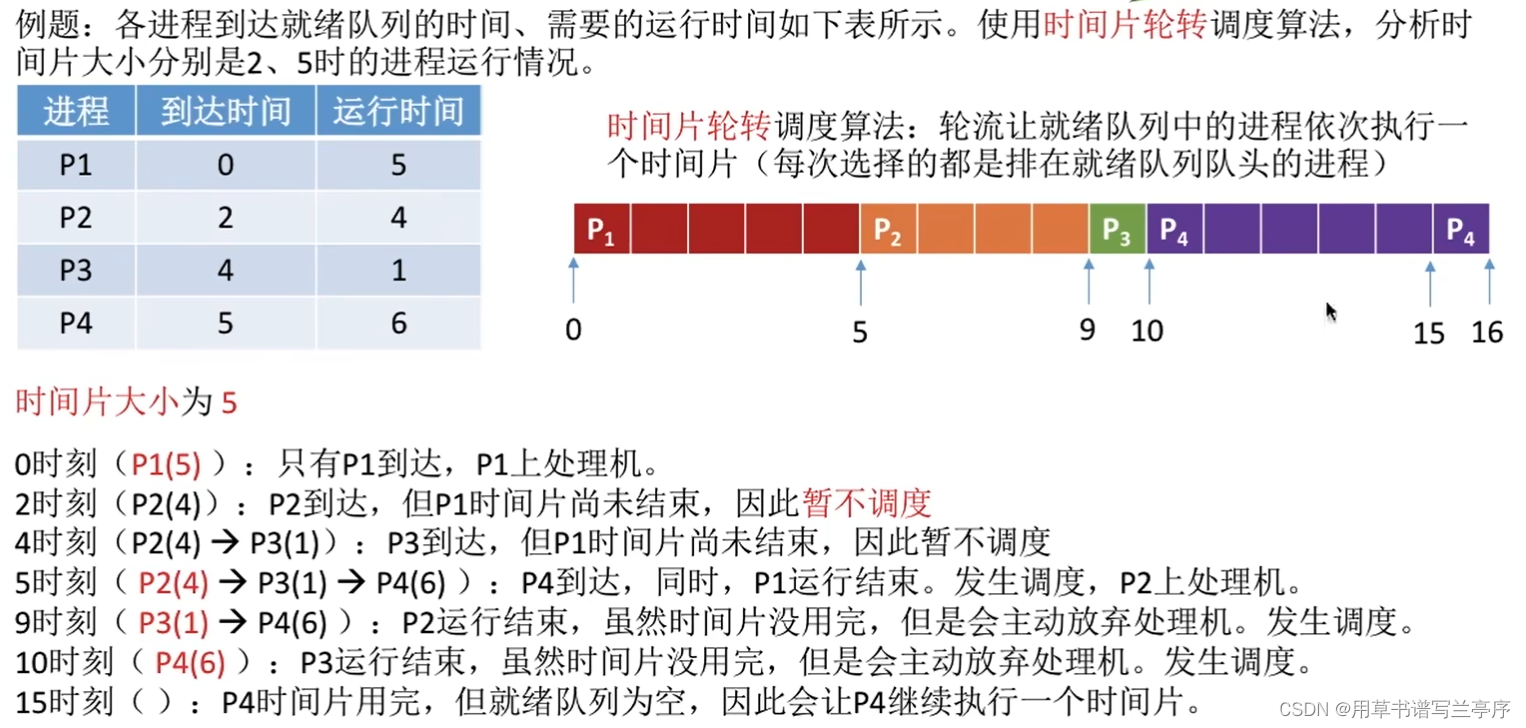 例题：各进程到达就绪队列的时间、需要的运行时间如下表所示。使用时间片轮转调度算法，分析时
间片大小分别是2、5时的进程运行情况。
进程 到达时间 运行时间
P1 0 5
P2 2 4
P3 4 1
P4 5 6
时间片轮转调度算法：轮流让就绪队列中的进程依次执行一
个时间片（每次选择的都是排在就绪队列队头的进程）
P1 P2 P3 P4 P4
0 5 9 10 15 16
时间片大小为 5
0时刻（P1(5) ）：只有P1到达，P1上处理机。
2时刻（P2(4)）：P2到达，但P1时间片尚未结束，因此暂不调度
4时刻（P2(4) → P3(1)）：P3到达，但P1时间片尚未结束，因此暂不调度
5时刻（ P2(4) → P3(1) → P4(6) ）：P4到达，同时，P1运行结束。发生调度，P2上处理机。
9时刻（ P3(1) → P4(6) ）：P2运行结束，虽然时间片没用完，但是会主动放弃处理机。发生调度。
10时刻（ P4(6) ）：P3运行结束，虽然时间片没用完，但是会主动放弃处理机。发生调度。
15时刻（ ）：P4时间片用完，但就绪队列为空，因此会让P4继续执行一个时间片。
CSDN @用草书谱写兰亭序